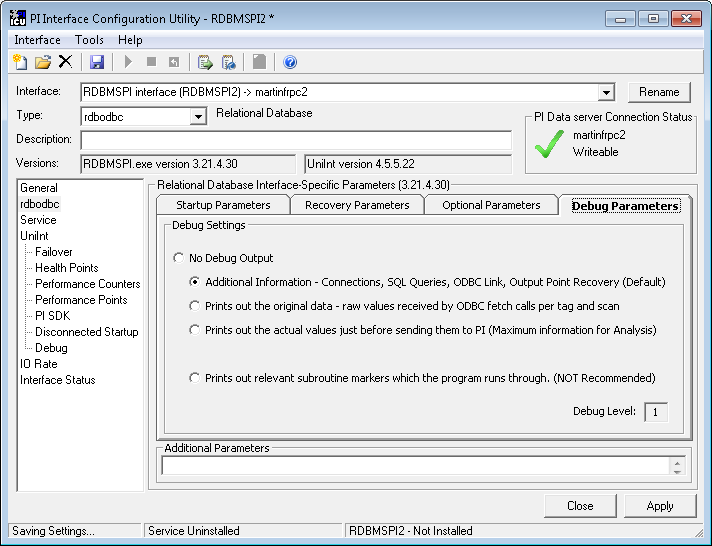 PI Interface Configuration Utility - RDBMSPI2 *
Interface Tools Help
Interface: RDBMSPI interface (RDBMSPI2) -> martinfrpc2 Rename
Type: rdbodbc Relational Database
PI Data server Connection Status
Description: martinfrpc2
Writeable
Versions: RDBMSPI.exe version 3.21.4.30 UniInt version 4.5.5.22
General
rdbodbc
Service
UniInt
Failover
Health Points
Performance Counters
Performance Points
PI SDK
Disconnected Startup
Debug
IO Rate
Interface Status
Relational Database Interface-Specific Parameters (3.21.4.30)
Startup Parameters Recovery Parameters Optional Parameters Debug Parameters
Debug Settings
No Debug Output
Additional Information - Connections, SQL Queries, ODBC Link, Output Point Recovery (Default)
Prints out the original data - raw values received by ODBC fetch calls per tag and scan
Prints out the actual values just before sending them to PI (Maximum information for Analysis)
Prints out relevant subroutine markers which the program runs through. (NOT Recommended)
Debug Level: 1
Additional Parameters
Close Apply
Saving Settings... Service Uninstalled RDBMSPI2 - Not Installed